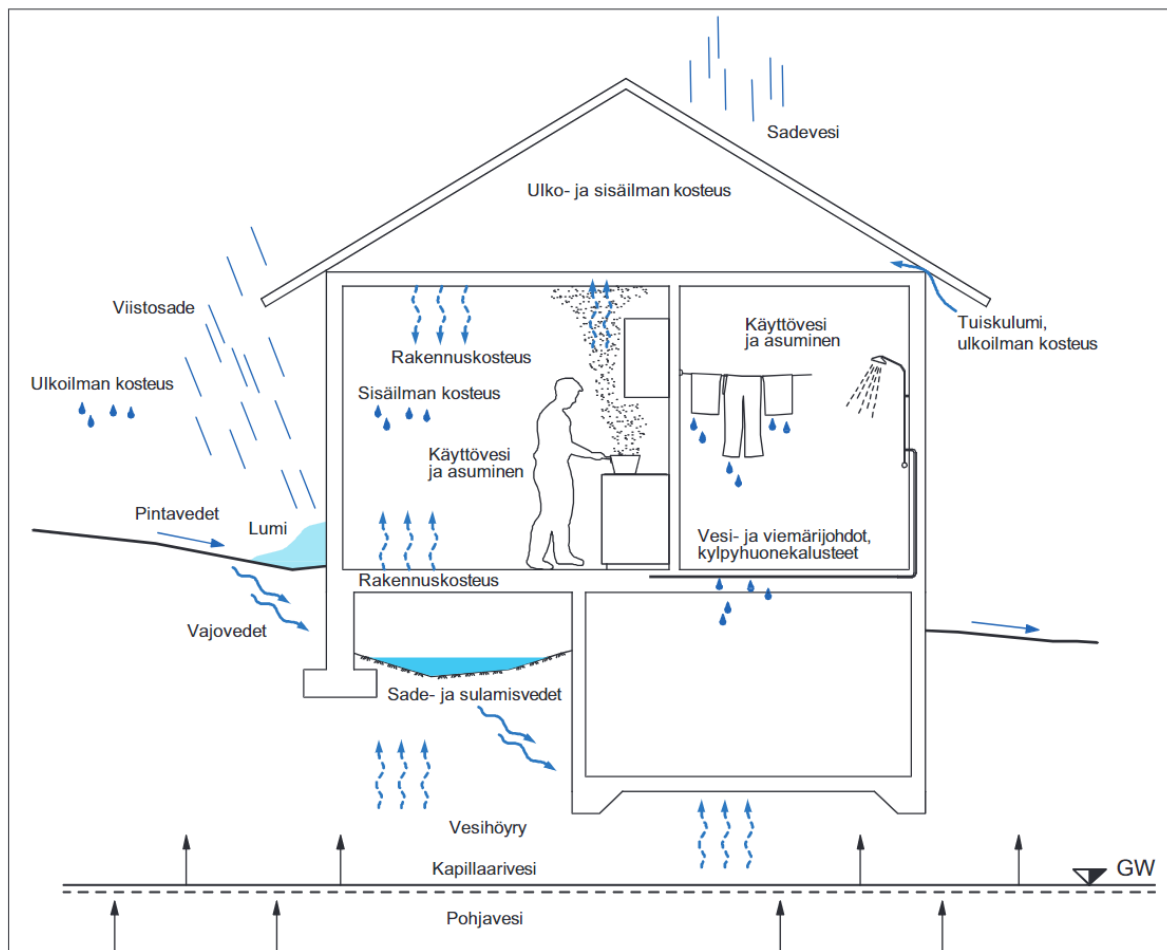 Sadevesi
Ulko- ja sisäilman kosteus
Viistosade
Tuiskulumi,
ulkoilman kosteus
Käyttövesi
ja asuminen
Rakennuskosteus
Ulkoilman kosteus
Sisäilman kosteus
Käyttövesi
ja asuminen
Pintavedet
Lumi
Vesi- ja viemärijohdot,
kylpyhuonekalusteet
Rakennuskosteus
Vajovedet
Sade- ja sulamisvedet
Vesihöyry
Kapillaarivesi
GW
Pohjavesi